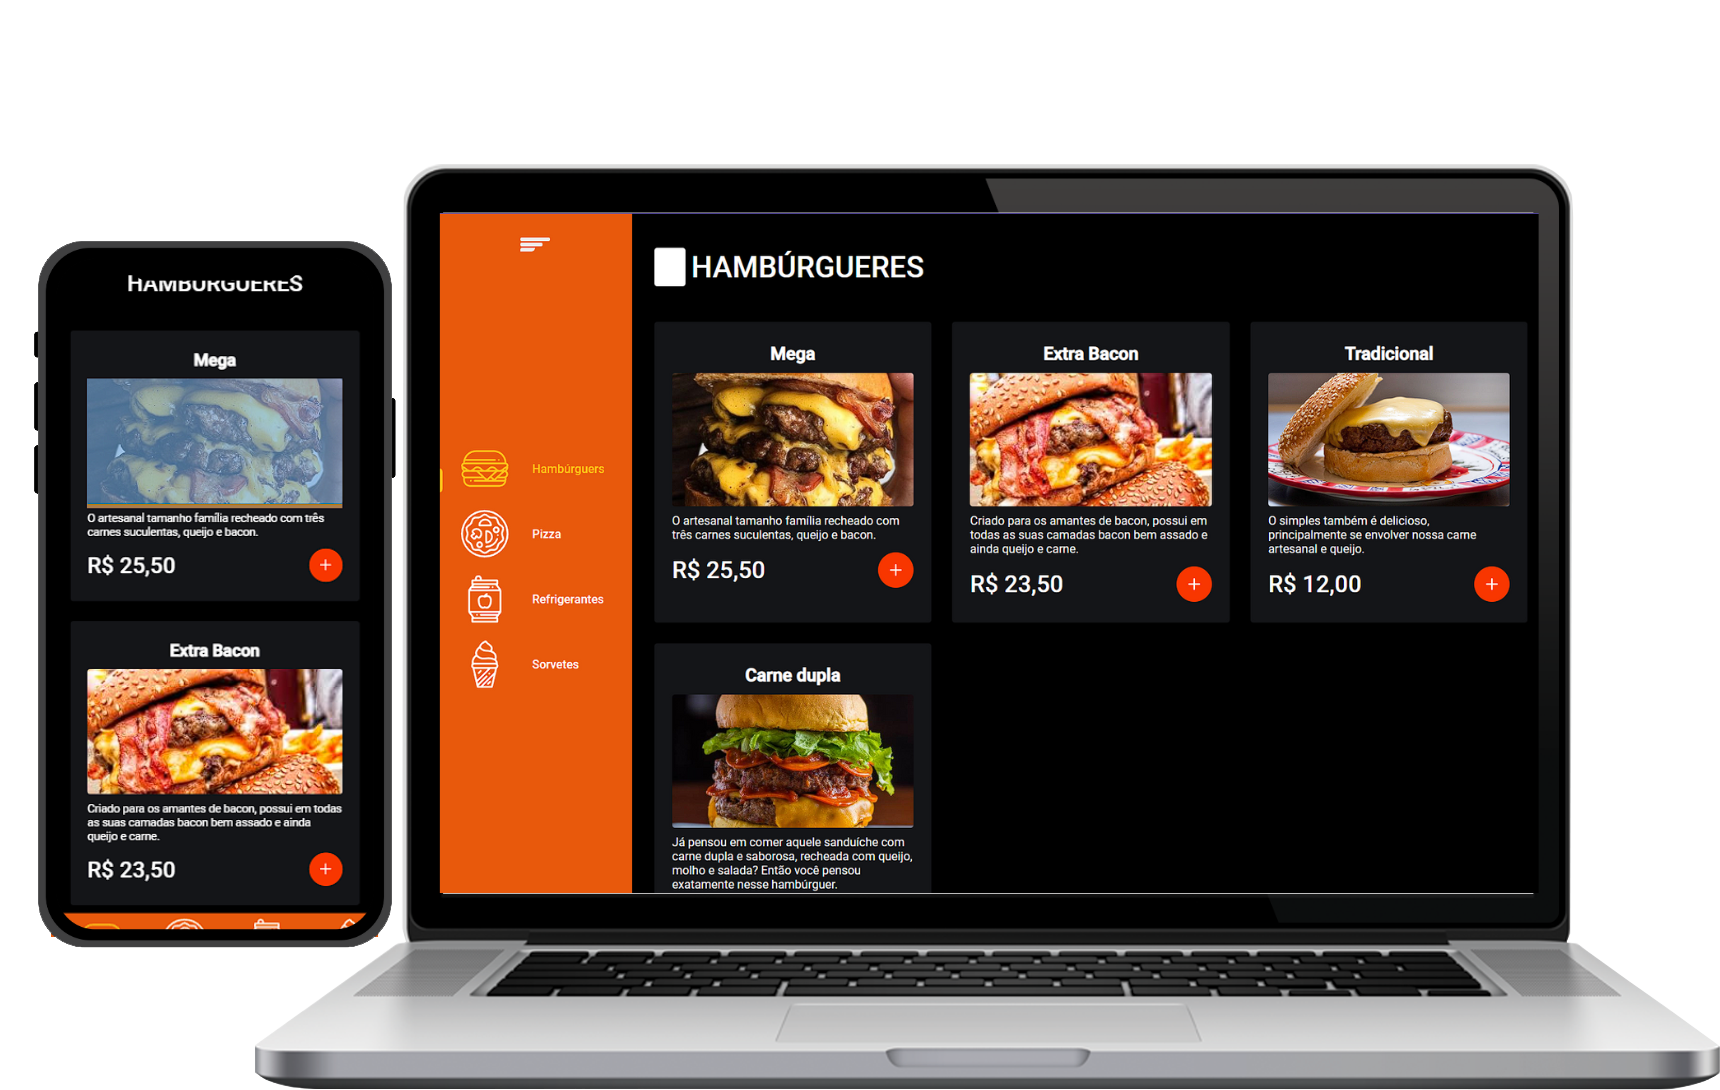 HAMBÚRGUERES
Mega
O artesanal tamanho família recheado com três
carnes suculentas, queijo e bacon.
R$ 25,50
+
Extra Bacon
Criado para os amantes de bacon, possui em todas
as suas camadas bacon bem assado e ainda
queijo e carne.
R$ 23,50
+
Hambúrguers
Pizza
Refrigerantes
Sorvetes
HAMBÚRGUERES
Mega
O artesanal tamanho família recheado com
três carnes suculentas, queijo e bacon.
R$ 25,50
+
Extra Bacon
Criado para os amantes de bacon, possui em
todas as suas camadas bacon bem assado e
ainda queijo e carne.
R$ 23,50
+
Tradicional
O simples também é delicioso,
principalmente se envolver nossa carne
artesanal e queijo.
R$ 12,00
+
Carne dupla
Já pensou em comer aquele sanduíche com
carne dupla e saborosa, recheada com queijo,
molho e salada? Então você pensou
exatamente nesse hambúrguer.